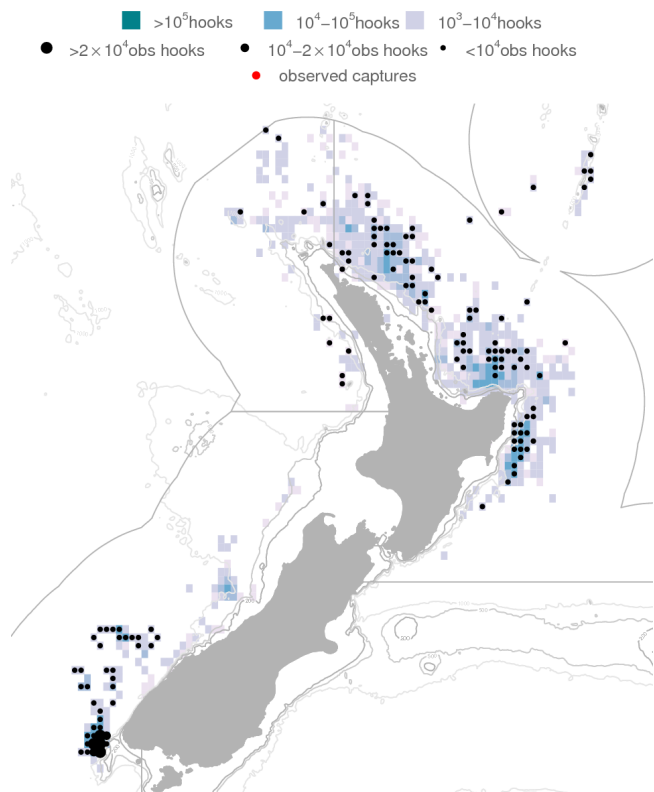 >10⁵hooks 10⁴−10⁵hooks 10³−10⁴hooks
>2×10⁴obs hooks 10⁴−2×10⁴obs hooks <10⁴obs hooks
observed captures